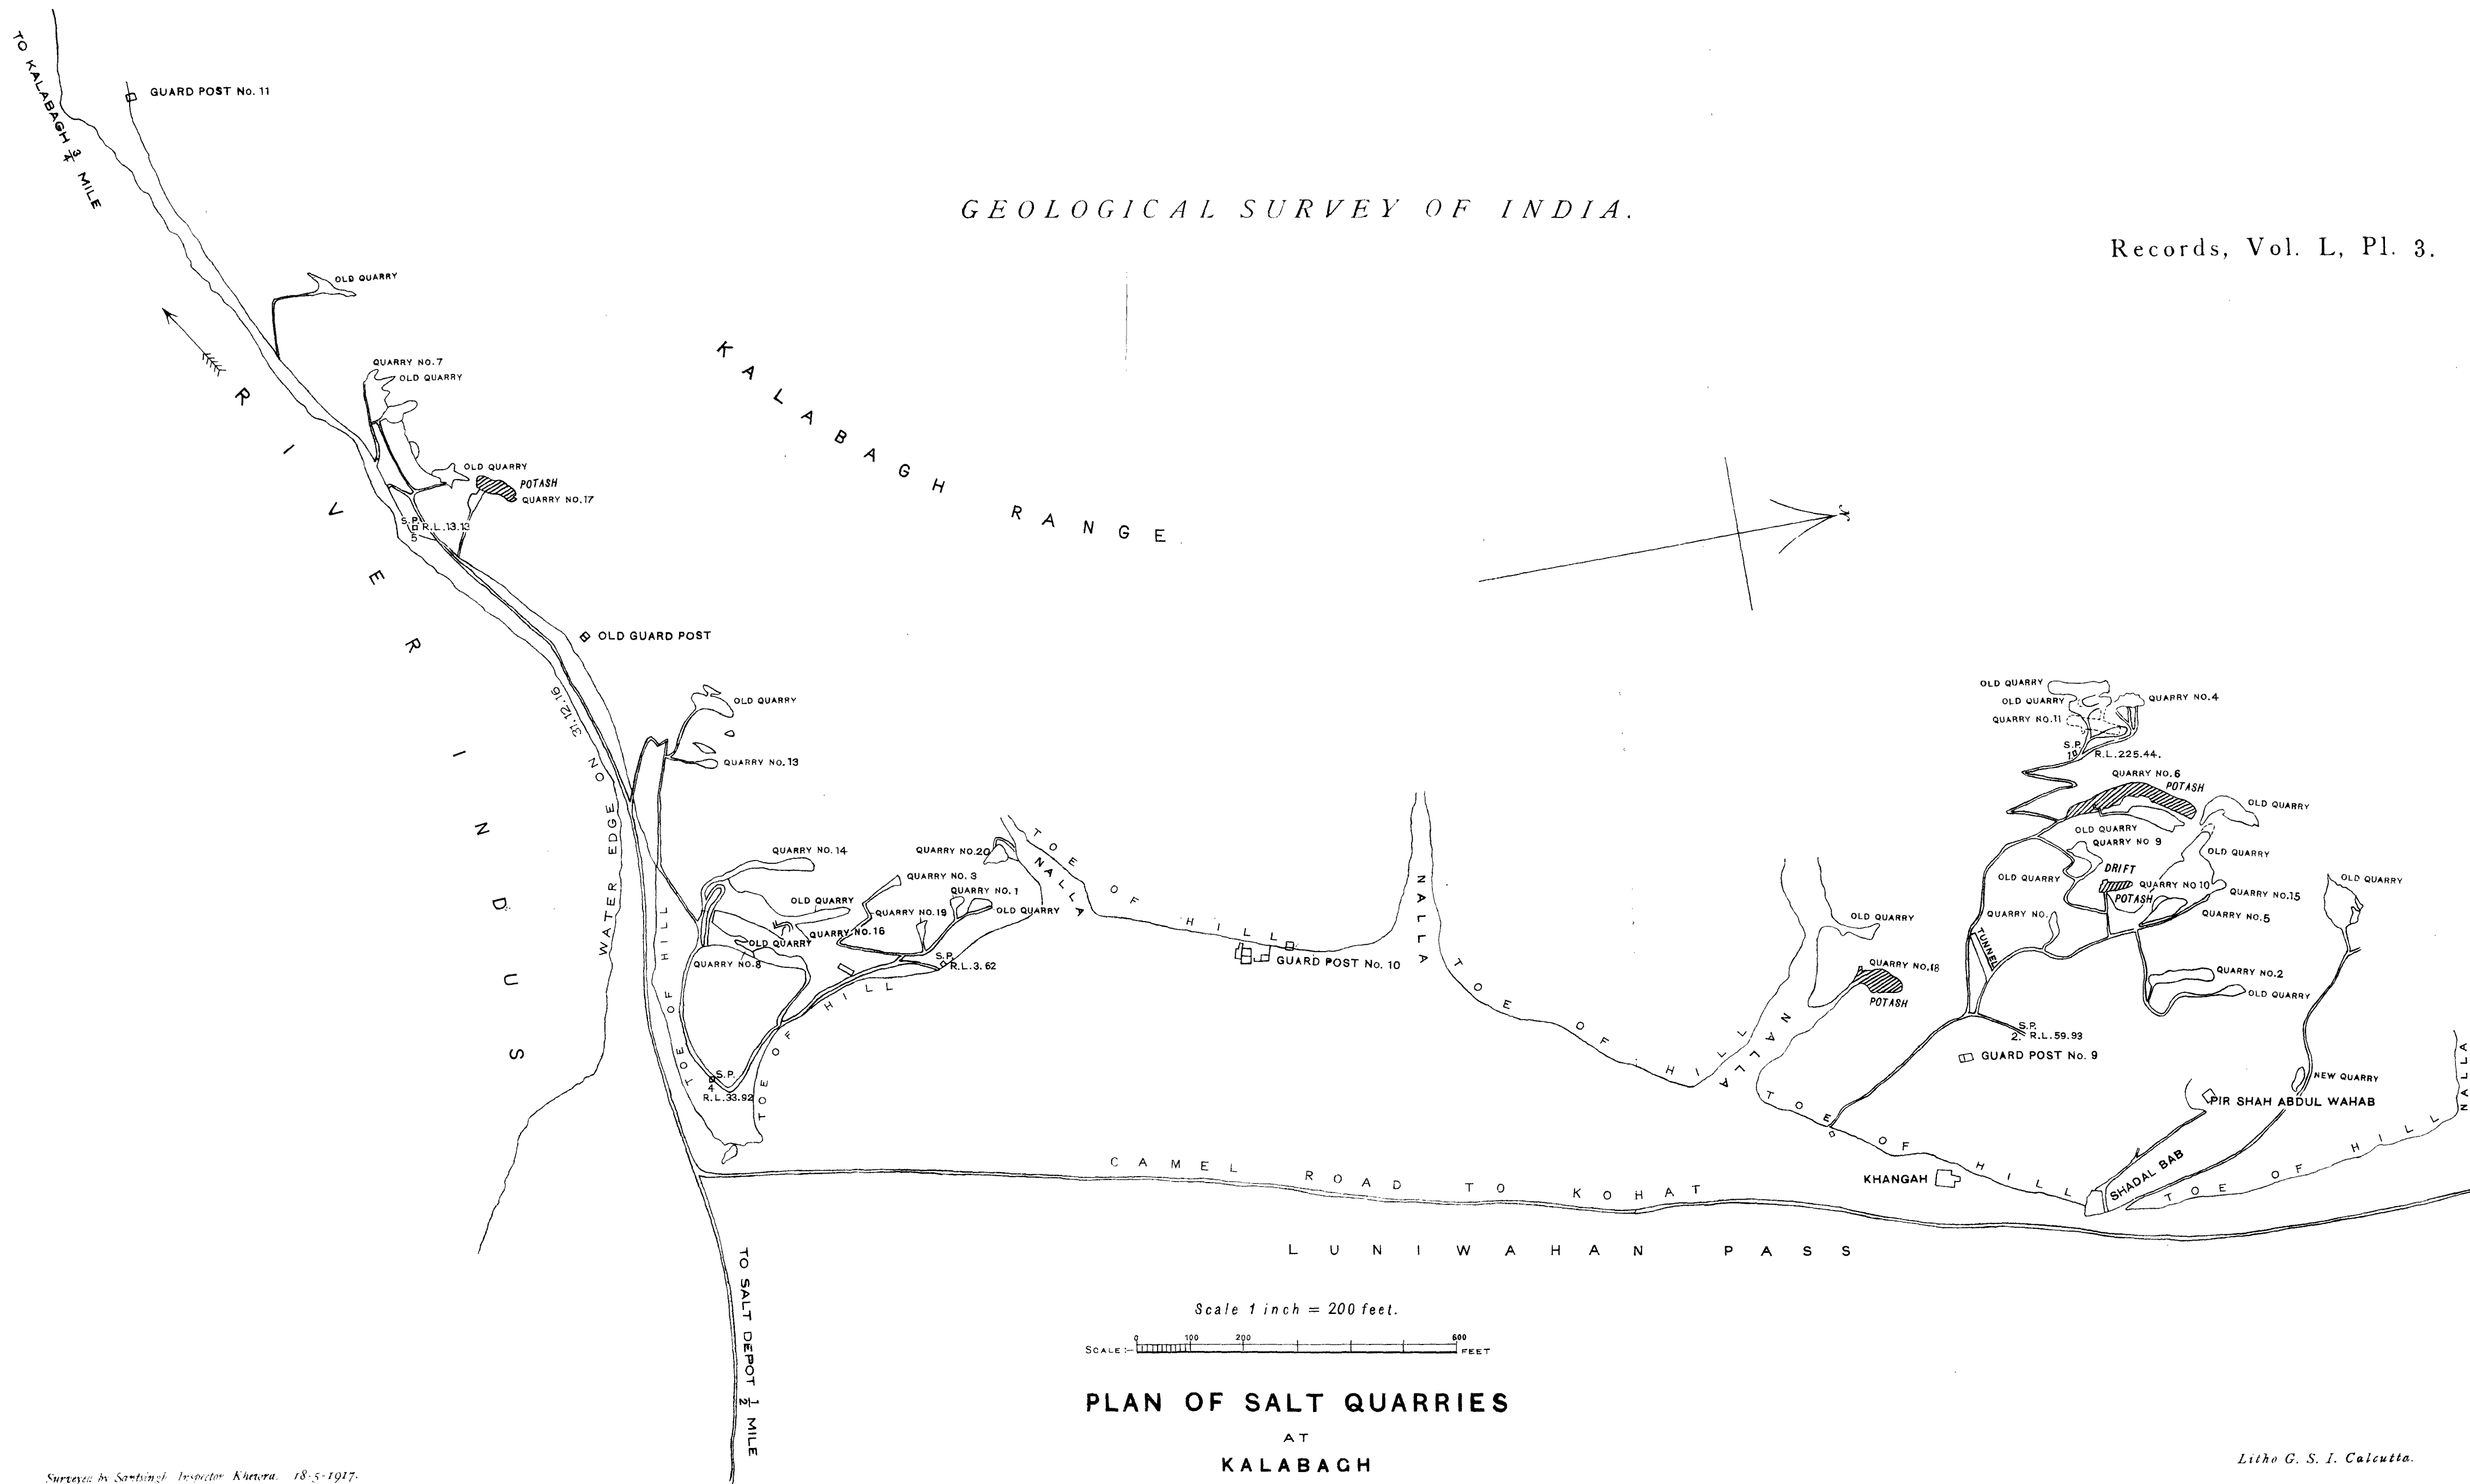 GEOLOGICAL SURVEY OF INDIA.
Records, Vol. L, Pl. 3.
TO KALABAGH 3/4 MILE
GUARD POST No. 11
OLD QUARRY
QUARRY NO. 7
OLD QUARRY
OLD QUARRY
POTASH
QUARRY NO. 17
S.P.
5
R.L. 13.13
RIVER INDUS
KALABAGH RANGE
OLD GUARD POST
WATER EDGE ON 31.12.16
OLD QUARRY
QUARRY NO. 13
QUARRY NO. 14
OLD QUARRY
QUARRY NO. 16
OLD QUARRY
QUARRY NO. 8
QUARRY NO. 20
QUARRY NO. 3
QUARRY NO. 1
QUARRY NO. 19
OLD QUARRY
S.P.
R.L. 3.62
TOE OF HILL
TOE OF HILL
S.P.
4
R.L. 33.92
NALLA
TOE OF HILL
GUARD POST No. 10
NALLA
TOE OF HILL
NALLA
OLD QUARRY
QUARRY NO. 18
POTASH
OLD QUARRY
OLD QUARRY
QUARRY NO. 4
QUARRY NO. 11
S.P.
1
R.L. 225.44.
QUARRY NO. 6
POTASH
OLD QUARRY
OLD QUARRY
QUARRY NO 9
OLD QUARRY
DRIFT
OLD QUARRY
QUARRY NO 10
POTASH
QUARRY NO. 15
QUARRY NO. 5
QUARRY NO.
TUNNEL
OLD QUARRY
QUARRY NO. 2
OLD QUARRY
S.P.
2.
R.L. 59.93
GUARD POST No. 9
NEW QUARRY
PIR SHAH ABDUL WAHAB
NALLA
TOE OF HILL
KHANGAH
SHADAL BAB
TOE OF HILL
CAMEL ROAD TO KOHAT
LUNIWAHAN PASS
TO SALT DEPOT 1/2 MILE
Scale 1 inch = 200 feet.
SCALE :- 0 100 200 600 FEET
PLAN OF SALT QUARRIES
AT
KALABAGH
Surveyed by Santsingh Inspector Khewra. 18-5-1917.
Litho G. S. I. Calcutta.